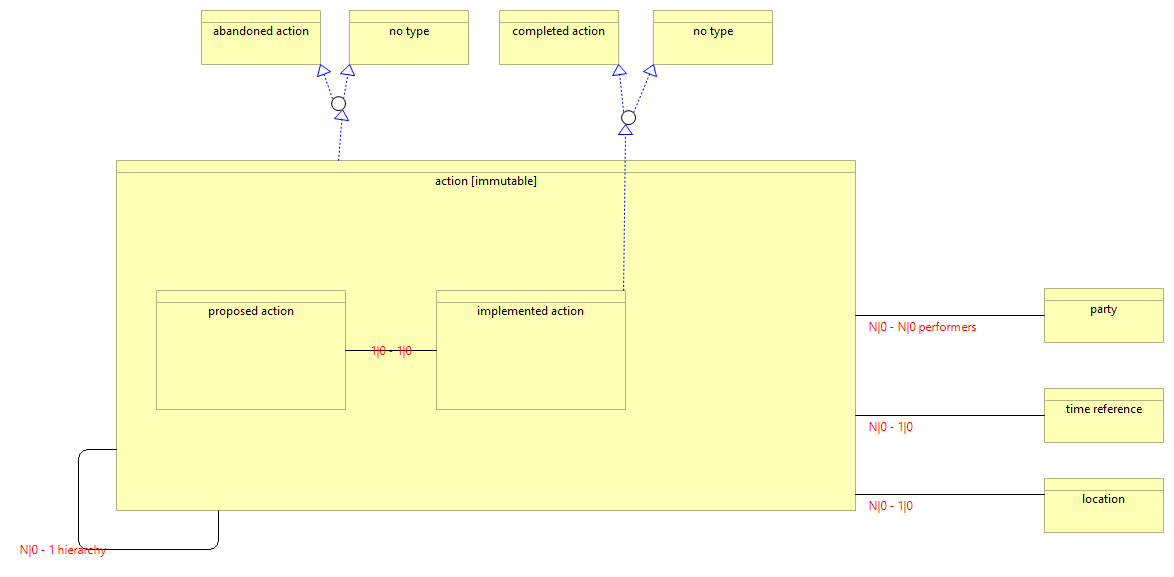 abandoned action
no type
completed action
no type
action [immutable]
proposed action
implemented action
1|0 - 1|0
party
N|0 - N|0 performers
time reference
N|0 - 1|0
location
N|0 - 1|0
N|0 - 1 hierarchy